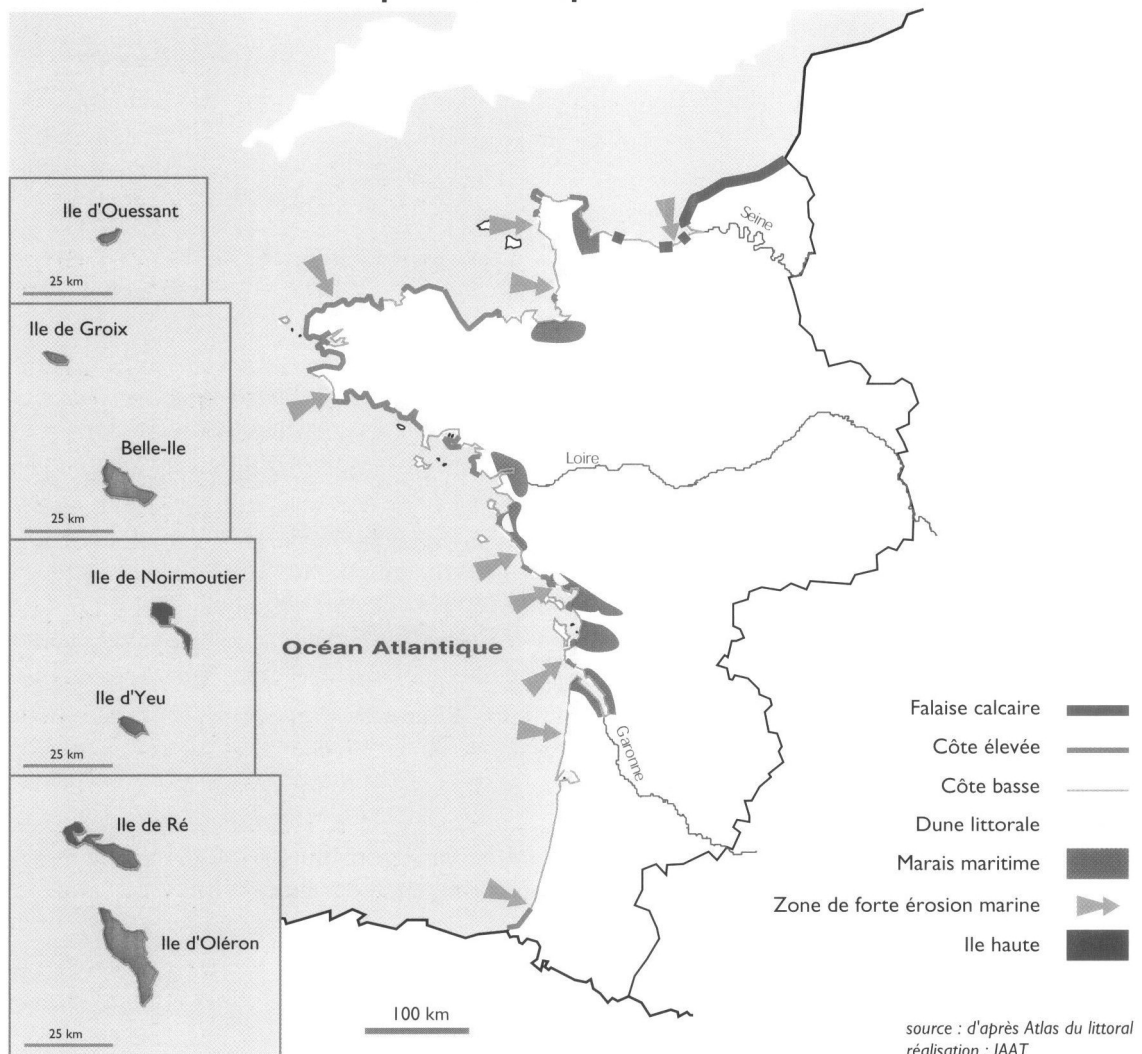 Ile d'Ouessant
25 km
Ile de Groix
Belle-Ile
25 km
Ile de Noirmoutier
Ile d'Yeu
25 km
Ile de Ré
Ile d'Oléron
25 km
Seine
Loire
Océan Atlantique
Garonne
100 km
Falaise calcaire
Côte élevée
Côte basse
Dune littorale
Marais maritime
Zone de forte érosion marine
Ile haute
source : d'après Atlas du littoral
réalisation : IAAT